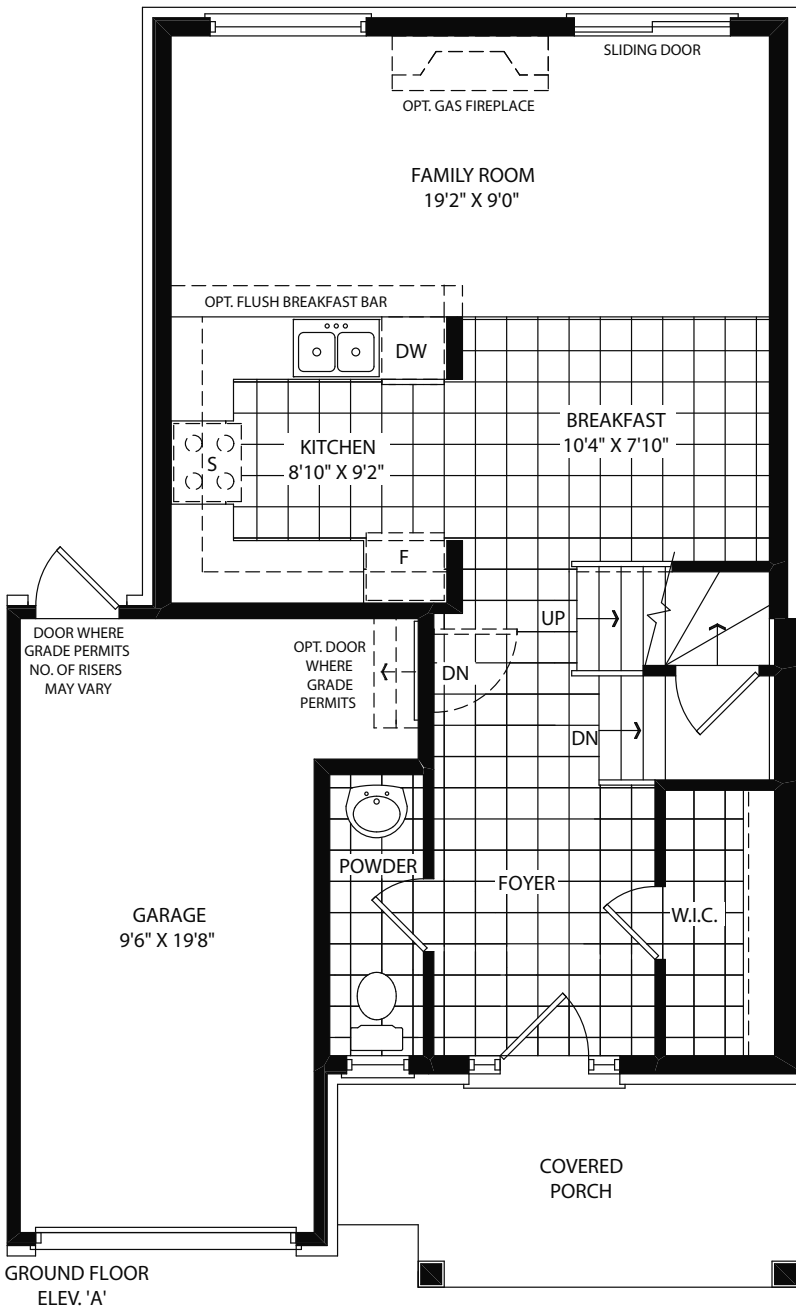 SLIDING DOOR
OPT. GAS FIREPLACE
FAMILY ROOM
19'2" X 9'0"
OPT. FLUSH BREAKFAST BAR
DW
BREAKFAST
10'4" X 7'10"
KITCHEN
8'10" X 9'2"
S
F
UP
DOOR WHERE
GRADE PERMITS
NO. OF RISERS
MAY VARY
OPT. DOOR
WHERE
GRADE
PERMITS
DN
DN
POWDER
FOYER
W.I.C.
GARAGE
9'6" X 19'8"
COVERED
PORCH
GROUND FLOOR
ELEV. 'A'